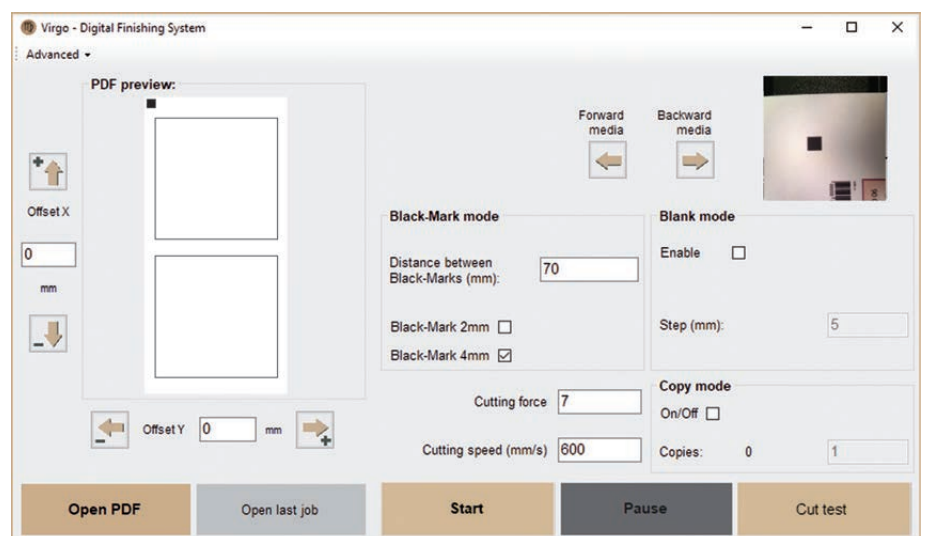 Virgo - Digital Finishing System
Advanced
PDF preview:
Forward
media
Backward
media
Offset X
0
mm
Black-Mark mode
Distance between
Black-Marks (mm):
70
Black-Mark 2mm
Black-Mark 4mm
Blank mode
Enable
Step (mm):
5
Cutting force
7
Cutting speed (mm/s)
600
Copy mode
On/Off
Copies:
0
1
Offset Y
0
mm
Open PDF
Open last job
Start
Pause
Cut test